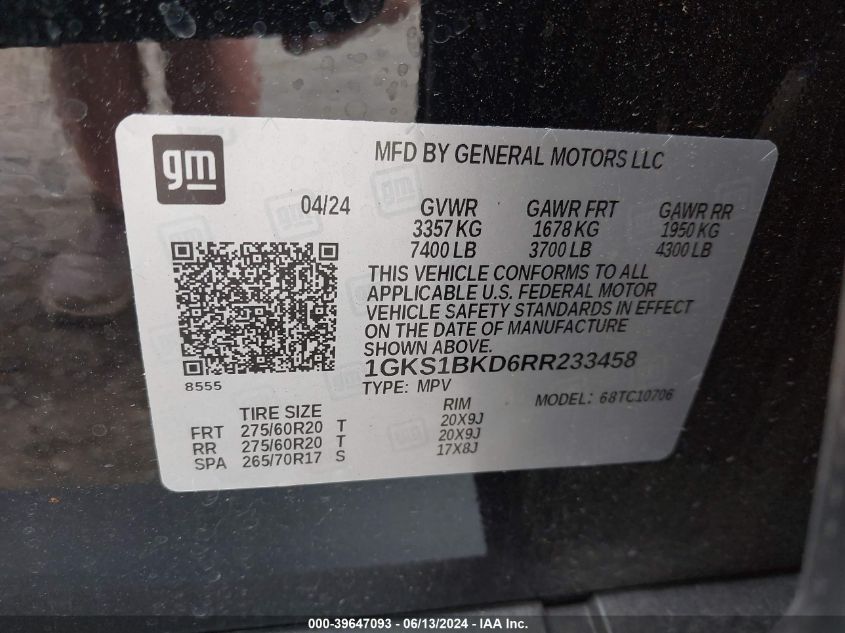 gm
MFD BY GENERAL MOTORS LLC
04/24
GVWR GAWR FRT GAWR RR
3357 KG 1678 KG 1950 KG
7400 LB 3700 LB 4300 LB
THIS VEHICLE CONFORMS TO ALL
APPLICABLE U.S. FEDERAL MOTOR
VEHICLE SAFETY STANDARDS IN EFFECT
ON THE DATE OF MANUFACTURE
SHOWN ABOVE.
1GKS1BKD6RR233458
8555
TYPE: MPV MODEL: 68TC10706
TIRE SIZE RIM
FRT 275/60R20 T 20X9J
RR 275/60R20 T 20X9J
SPA 265/70R17 S 17X8J
000-39647093 - 06/13/2024 - IAA Inc.